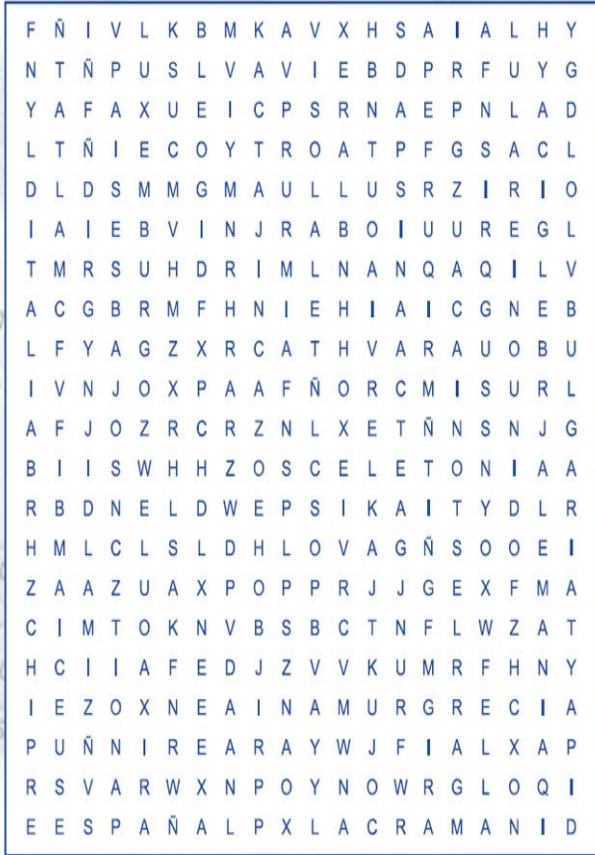 F Ñ I V L K B M K A V X H S A I A L H Y
N T Ñ P U S L V A V I E B D P R F U Y G
Y A F A X U E I C P S R N A E P N L A D
L T Ñ I E C O Y T R O A T P F G S A C L
D L D S M M G M A U L L U S R Z I R I O
I A I E B V I N J R A B O I U U R E G L
T M R S U H D R I M L N A N Q A Q I L V
A C G B R M F H N I E H I A I C G N E B
L F Y A G Z X R C A T H V A R A U O B U
I V N J O X P A A F Ñ O R C M I S U R L
A F J O Z R C R Z N L X E T Ñ N S N J G
B I I S W H H Z O S C E L E T O N I A A
R B D N E L D W E P S I K A I T Y D L R
H M L C L S L D H L O V A G Ñ S O O E I
Z A A Z U A X P O P P R J J G E X F M A
C I M T O K N V B S B C T N F L W Z A T
H C I I A F E D J Z V V K U M R F H N Y
I E Z O X N E A I N A M U R G R E C I A
P U Ñ N I R E A R A Y W J F I A L X A P
R S V A R W X N P O Y N O W R G L O Q I
E E S P A Ñ A L P X L A C R A M A N I D